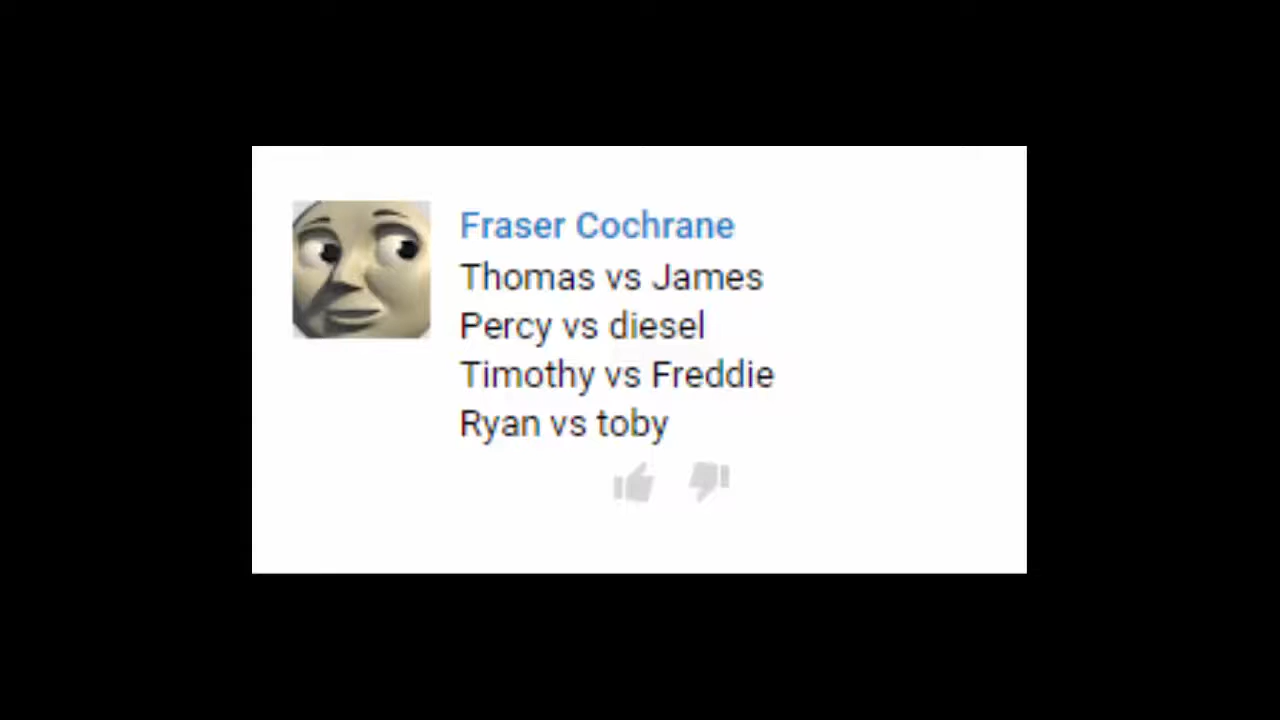 Fraser Cochrane
Thomas vs James
Percy vs diesel
Timothy vs Freddie
Ryan vs toby